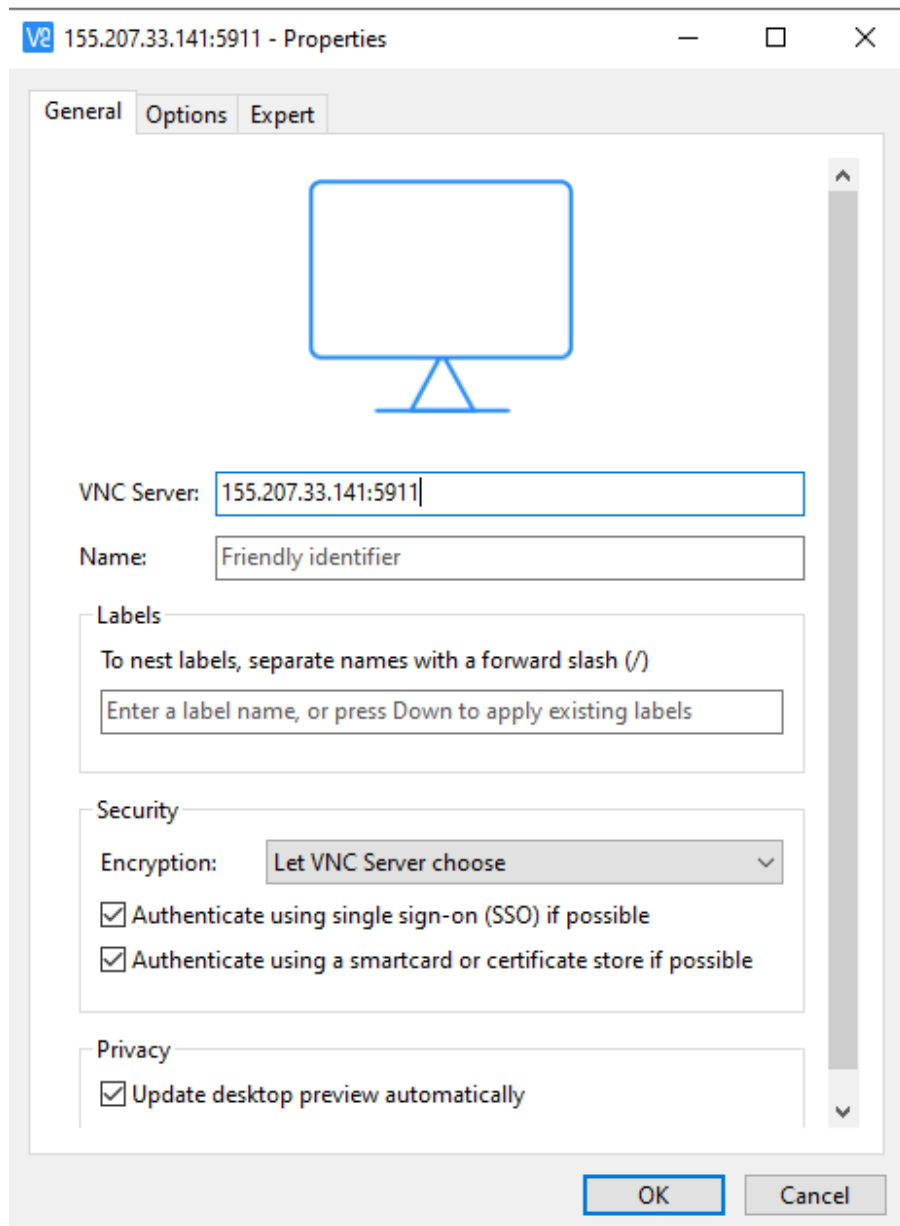 V2 155.207.33.141:5911 - Properties
General Options Expert
VNC Server: 155.207.33.141:5911
Name: Friendly identifier
Labels
To nest labels, separate names with a forward slash (/)
Enter a label name, or press Down to apply existing labels
Security
Encryption: Let VNC Server choose
Authenticate using single sign-on (SSO) if possible
Authenticate using a smartcard or certificate store if possible
Privacy
Update desktop preview automatically
OK Cancel